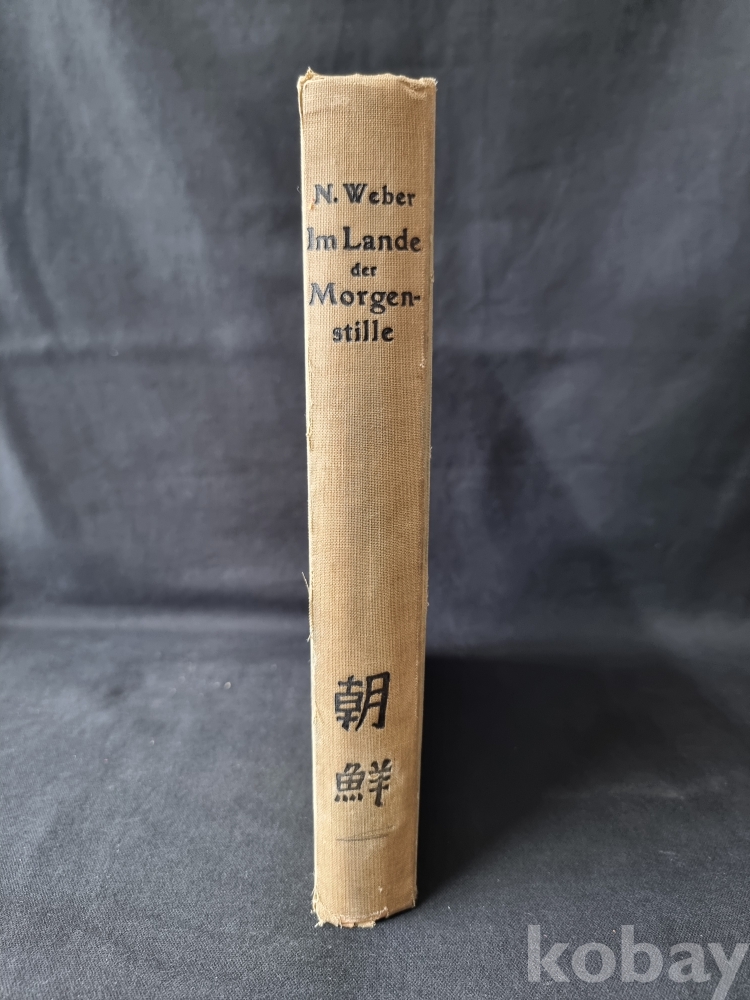 N. Weber
Im Lande
der
Morgen-
stille
朝
鮮
kobay